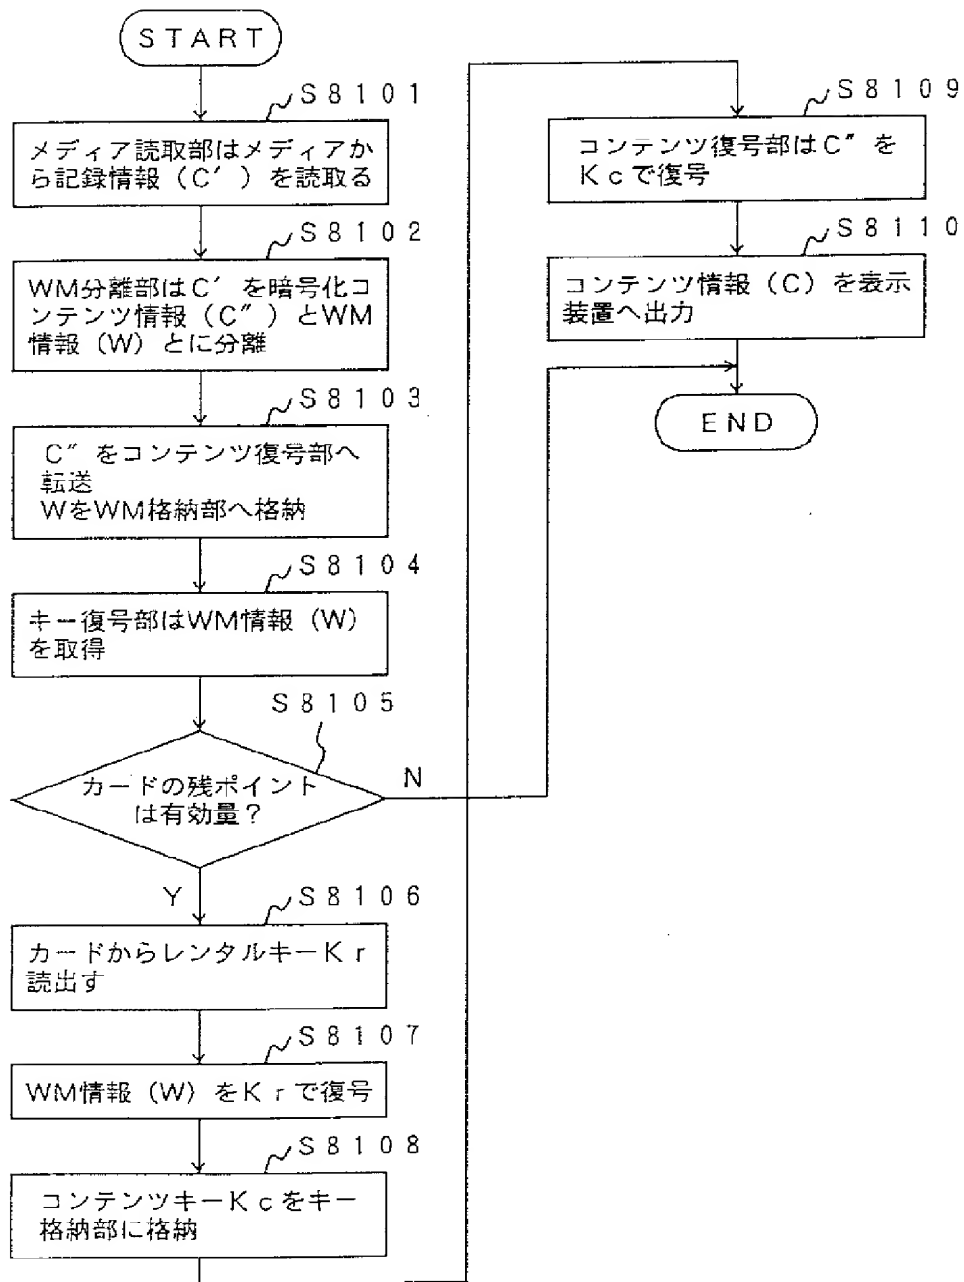 START
S8101
メディア読取部はメディアか
ら記録情報（C′）を読取る
S8102
WM分離部はC′を暗号化コ
ンテンツ情報（C″）とWM
情報（W）とに分離
S8103
C″をコンテンツ復号部へ
転送
WをWM格納部へ格納
S8104
キー復号部はWM情報（W）
を取得
S8105
カードの残ポイント
は有効量？
N
Y
S8106
カードからレンタルキーKr
読出す
S8107
WM情報（W）をKrで復号
S8108
コンテンツキーKcをキー
格納部に格納
S8109
コンテンツ復号部はC″を
Kcで復号
S8110
コンテンツ情報（C）を表示
装置へ出力
END